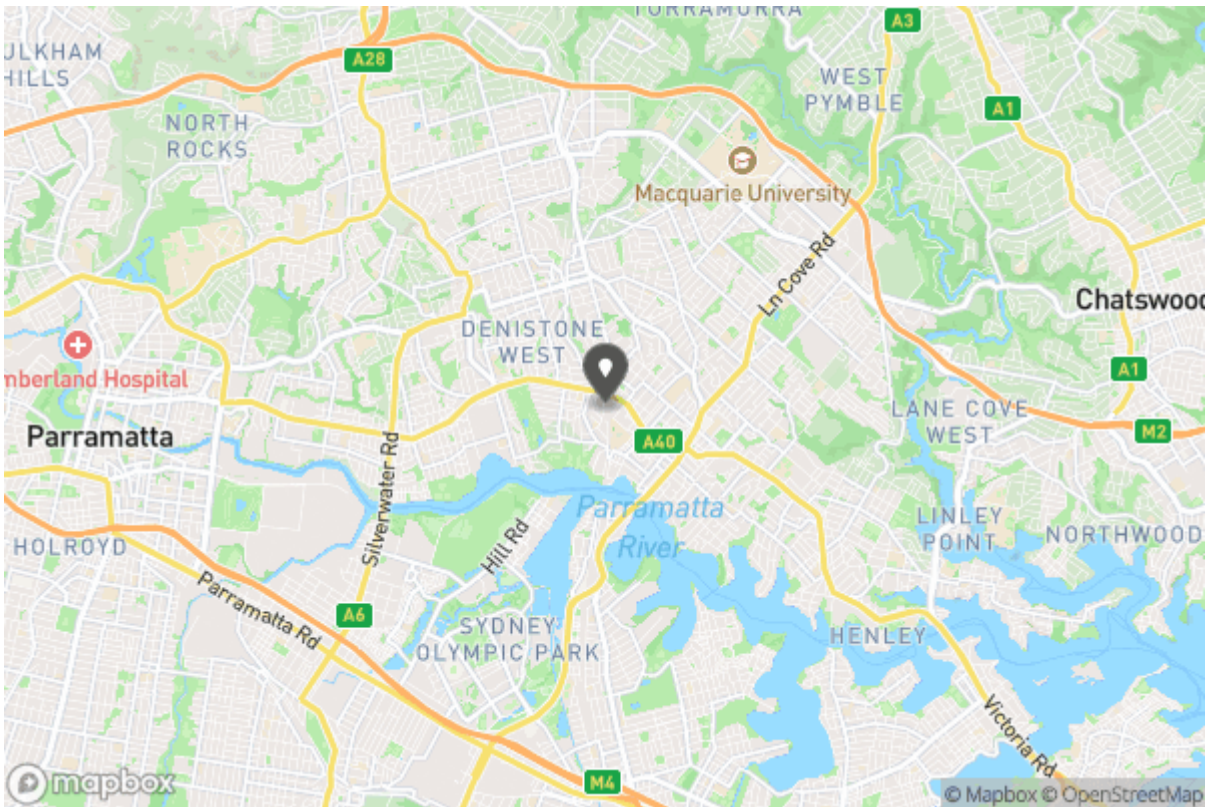 TURRAMURRA
A3
ULKHAM
HILLS
A28
WEST
PYMBLE
A1
NORTH
ROCKS
Macquarie University
Ln Cove Rd
Chatswood
DENISTONE
WEST
mberland Hospital
A1
LANE COVE
WEST
M2
Parramatta
A40
Silverwater Rd
Parramatta
River
LINLEY
POINT
NORTHWOOD
HOLROYD
Hill Rd
Parramatta Rd
A6
SYDNEY
OLYMPIC PARK
HENLEY
Victoria Rd
M4
mapbox
© Mapbox © OpenStreetMap